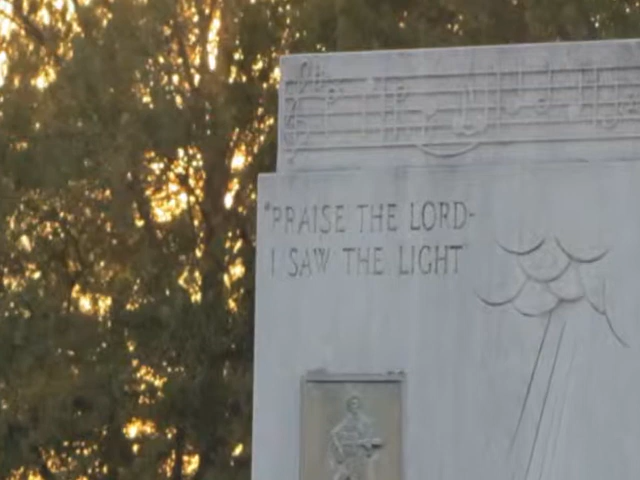 "PRAISE THE LORD-
I SAW THE LIGHT"